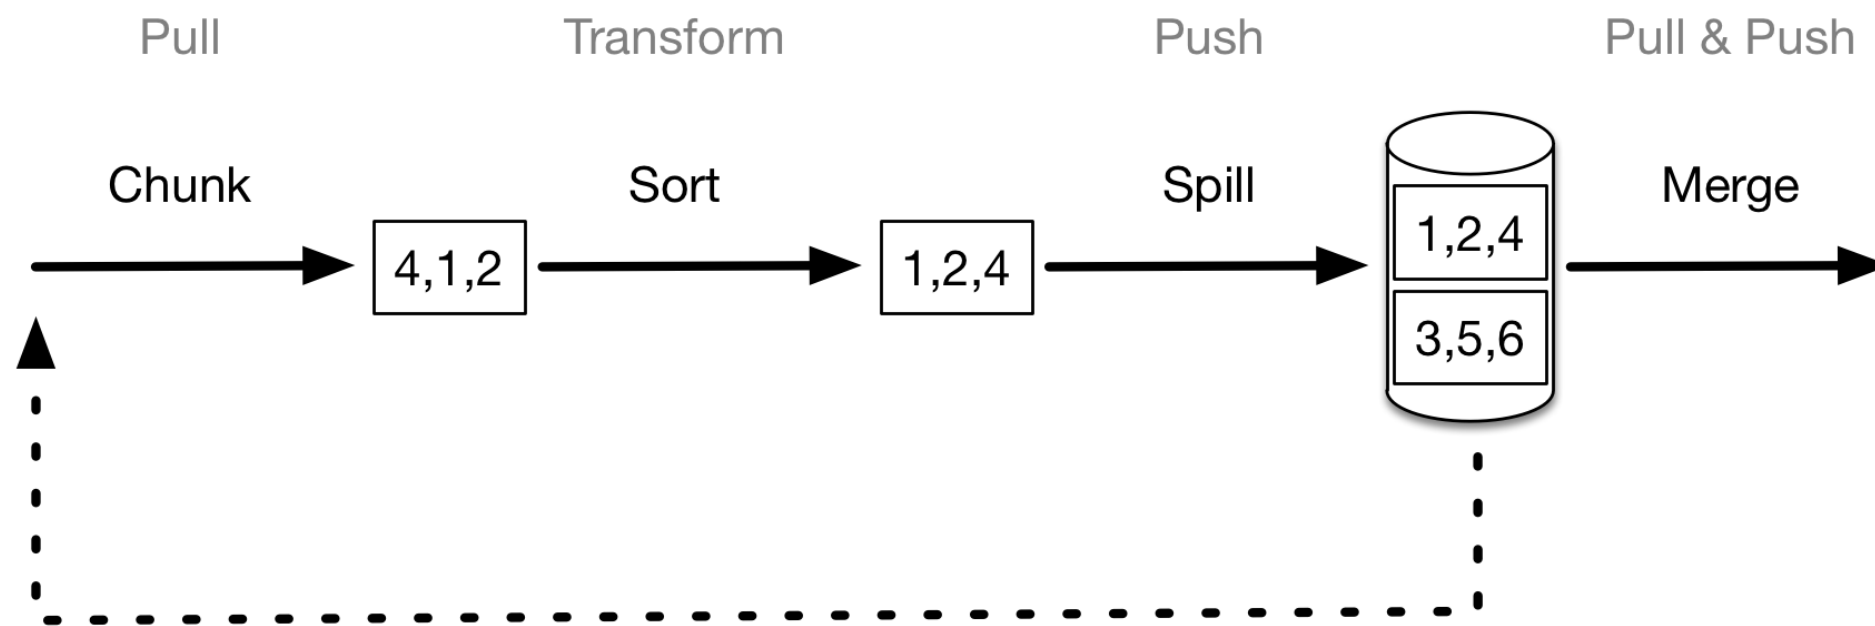 Pull Transform Push Pull & Push
Chunk Sort Spill Merge
4,1,2 1,2,4 1,2,4
3,5,6